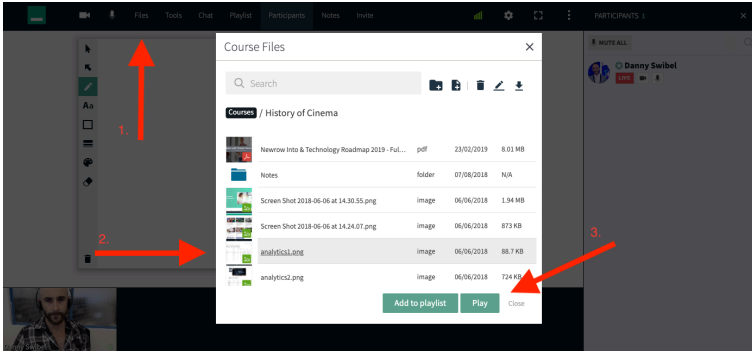 Files Tools Chat Playlist Participants Notes Invite
PARTICIPANTS 1
MUTE ALL
Danny Swibel
LIVE
Aa
1.
2.
3.
Course Files
Search
Courses / History of Cinema
Newrow Into & Technology Roadmap 2019 - Ful... pdf 23/02/2019 8.01 MB
Notes folder 07/08/2018 N/A
Screen Shot 2018-06-06 at 14.30.55.png image 06/06/2018 1.94 MB
Screen Shot 2018-06-06 at 14.24.07.png image 06/06/2018 873 KB
analytics1.png image 06/06/2018 88.7 KB
analytics2.png image 06/06/2018 724 KB
Add to playlist Play Close
Danny Swibel